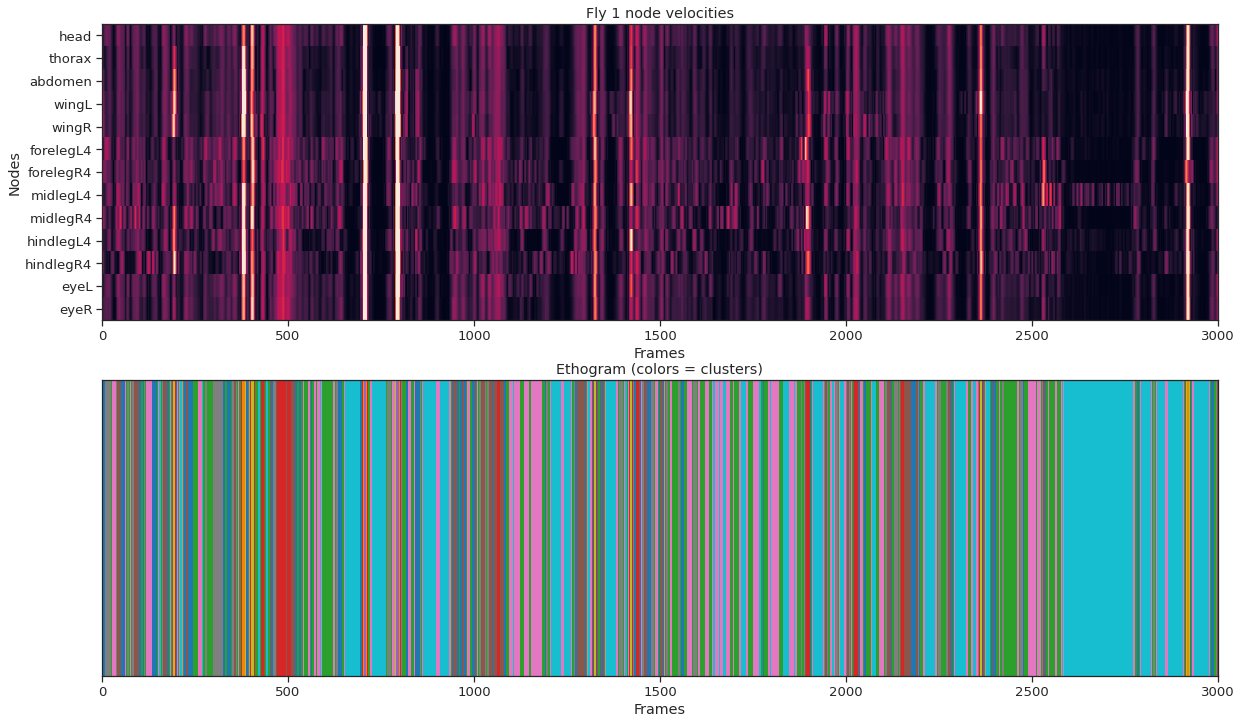 Fly 1 node velocities
Nodes
head
thorax
abdomen
wingL
wingR
forelegL4
forelegR4
midlegL4
midlegR4
hindlegL4
hindlegR4
eyeL
eyeR
0 500 1000 1500 2000 2500 3000
Frames
Ethogram (colors = clusters)
0 500 1000 1500 2000 2500 3000
Frames